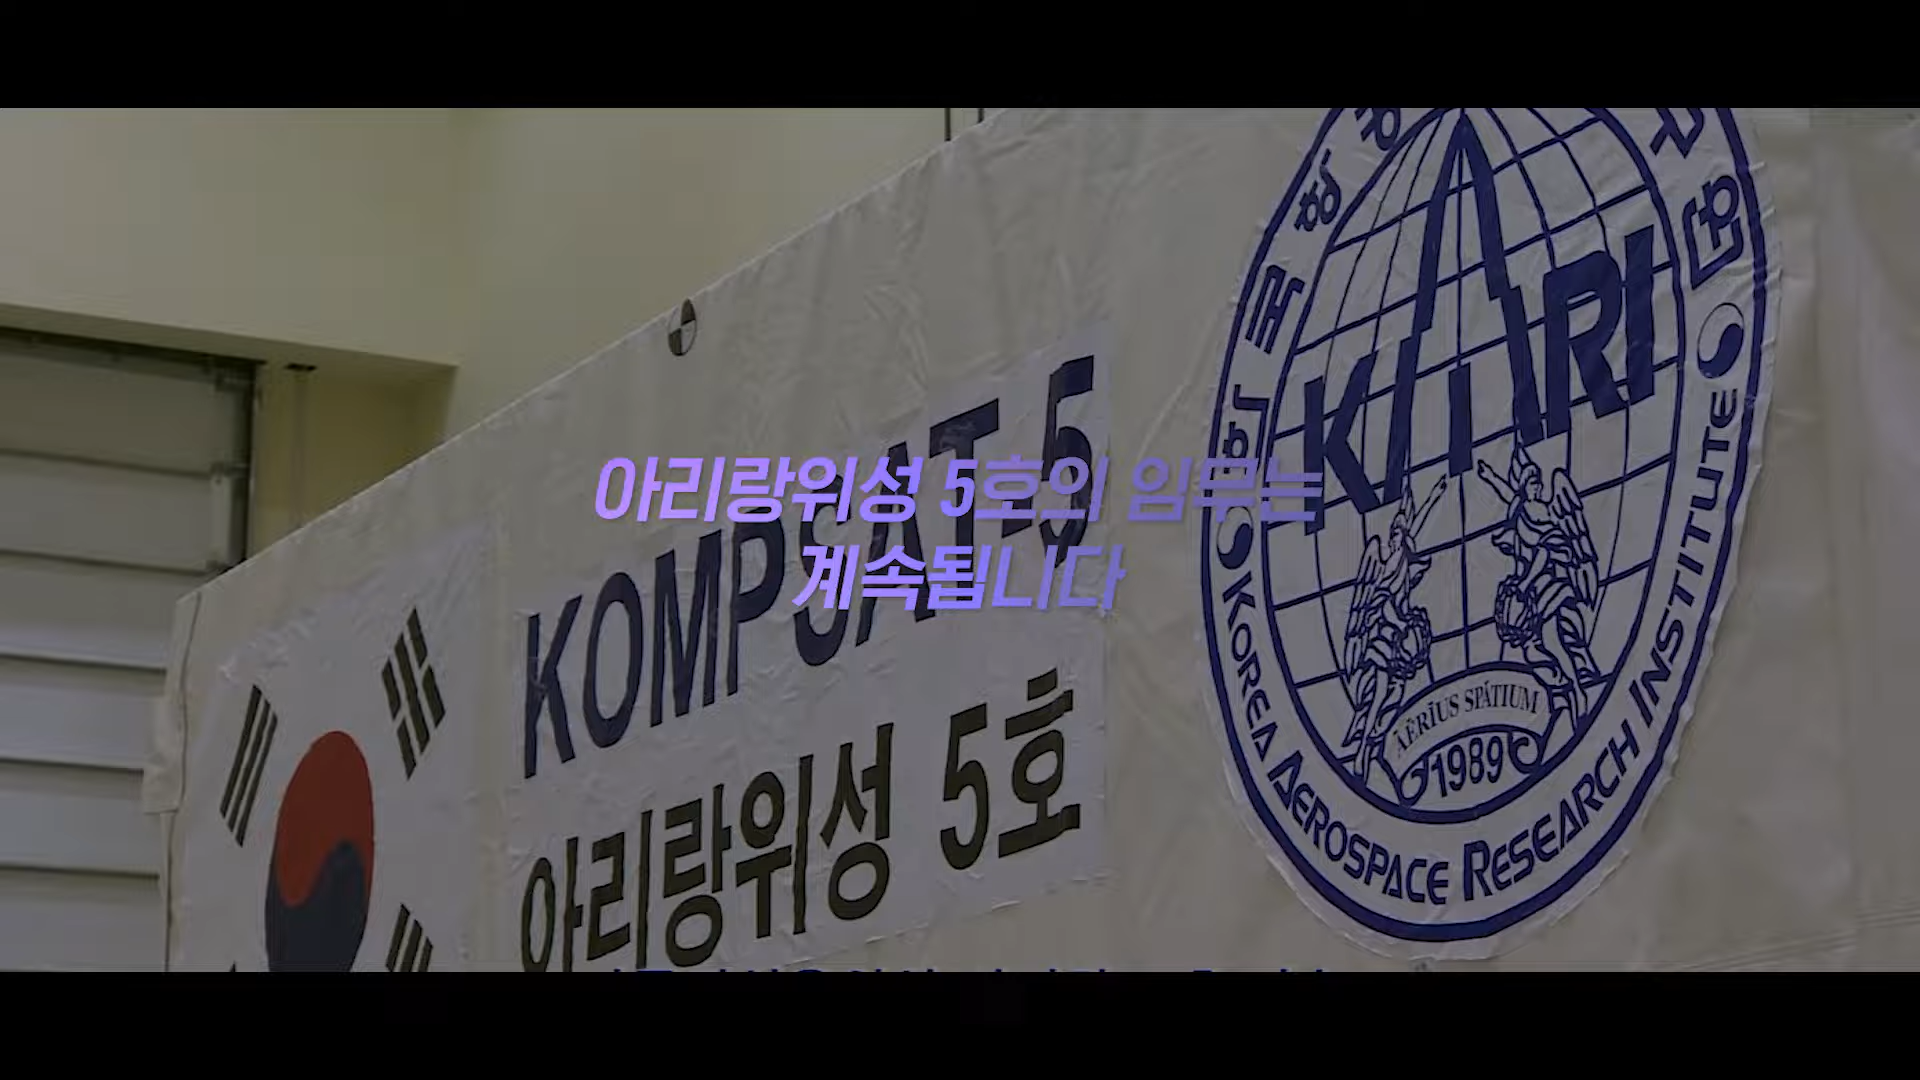 아리랑위성 5호의 임무는
계속됩니다
KOMPSAT-5
아리랑위성 5호
KARI
KOREA AEROSPACE RESEARCH INSTITUTE
AERIUS SPATIUM
1989